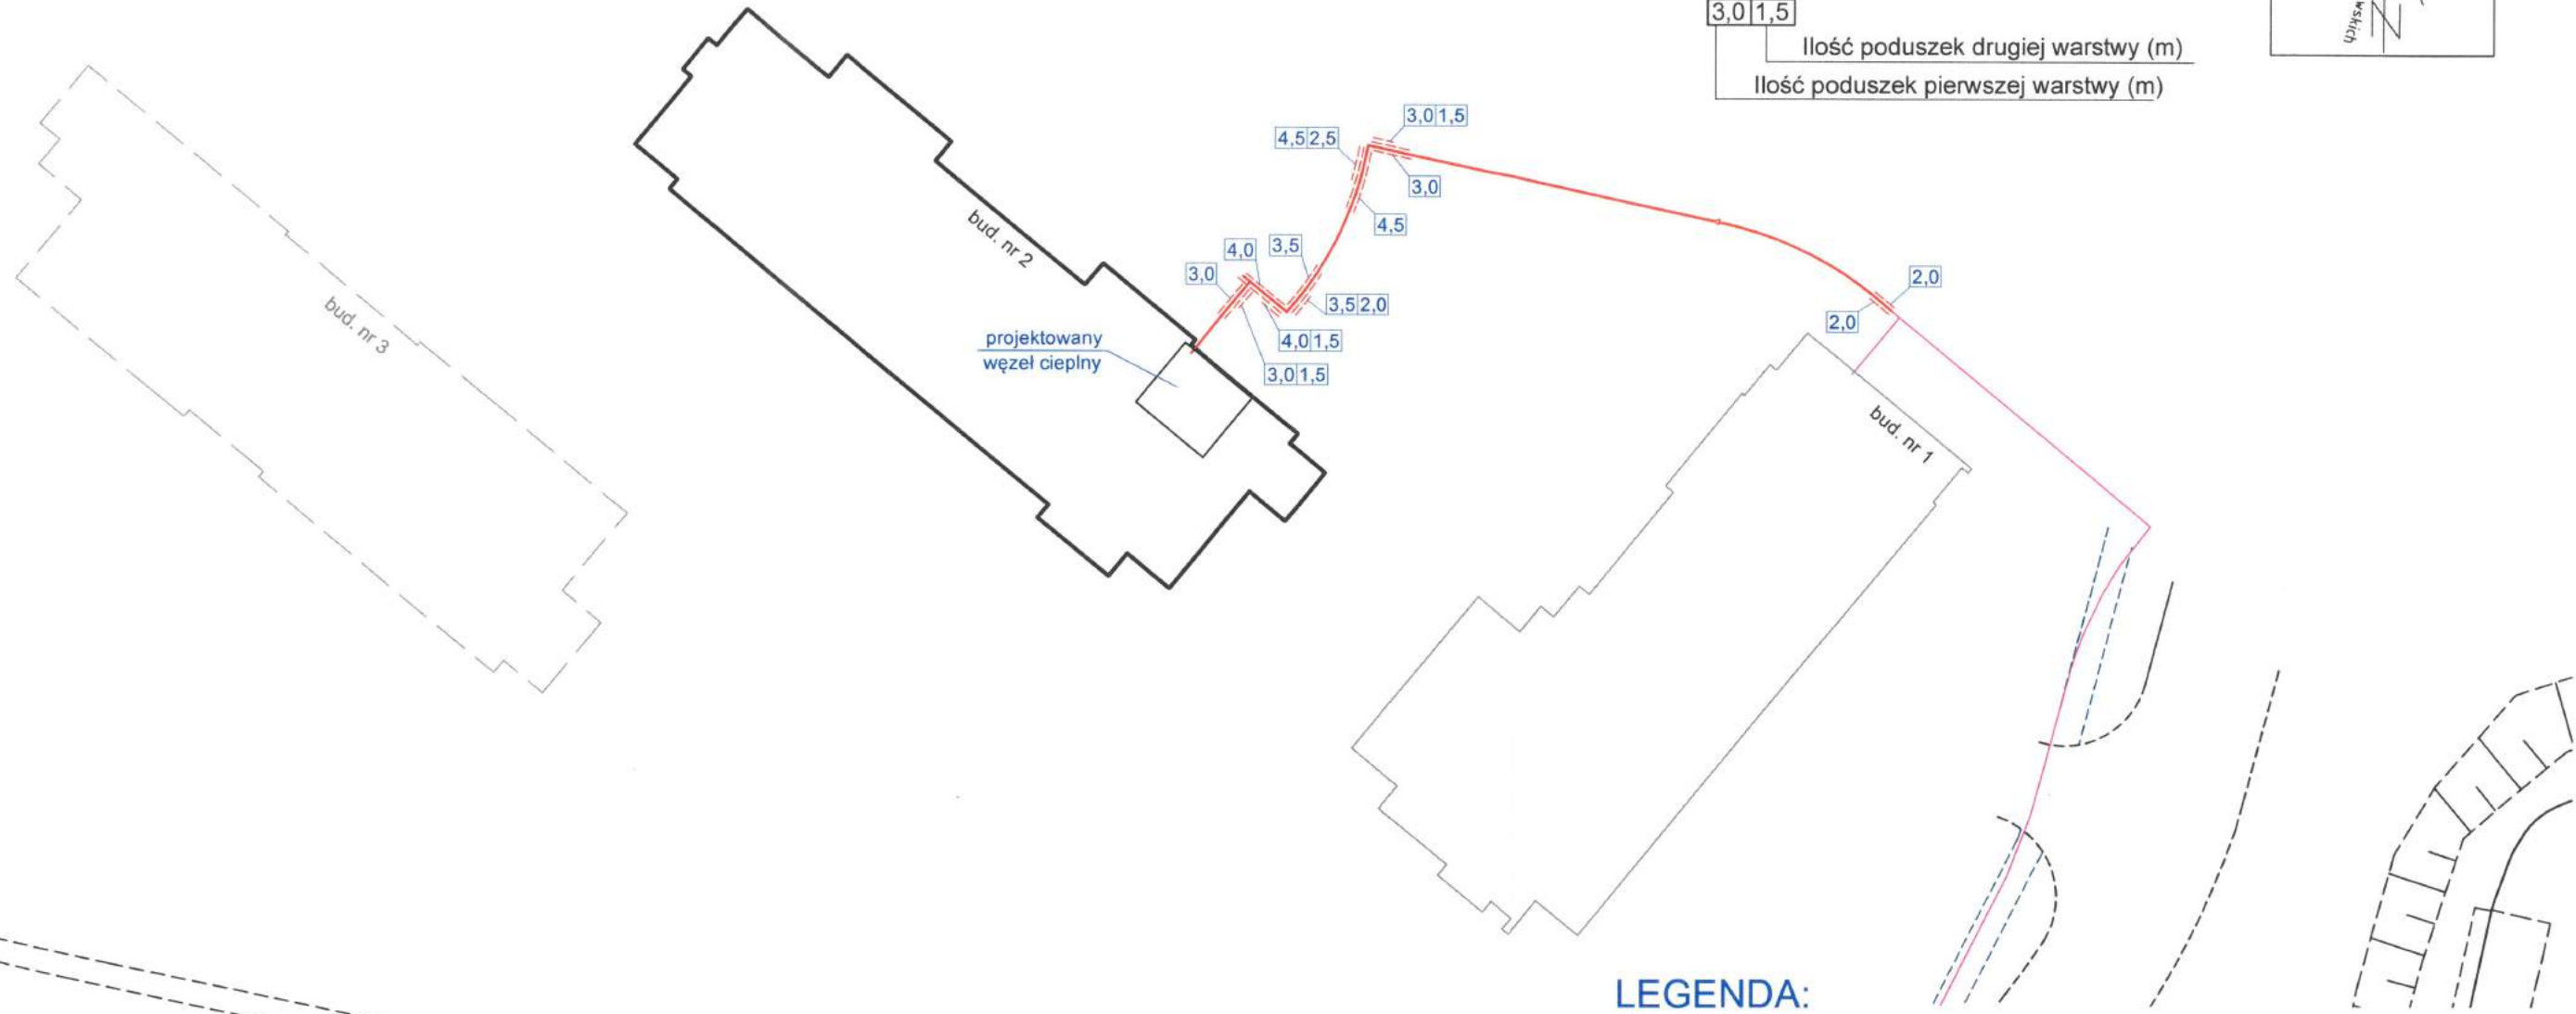 3,0 1,5
Ilość poduszek drugiej warstwy (m)
Ilość poduszek pierwszej warstwy (m)
wskich
N
3,0 1,5
4,5 2,5
3,0
4,5
bud. nr 2
4,0
3,5
3,0
2,0
3,5 2,0
2,0
bud. nr 3
projektowany
węzeł cieplny
4,0 1,5
3,0 1,5
bud. nr 1
LEGENDA: